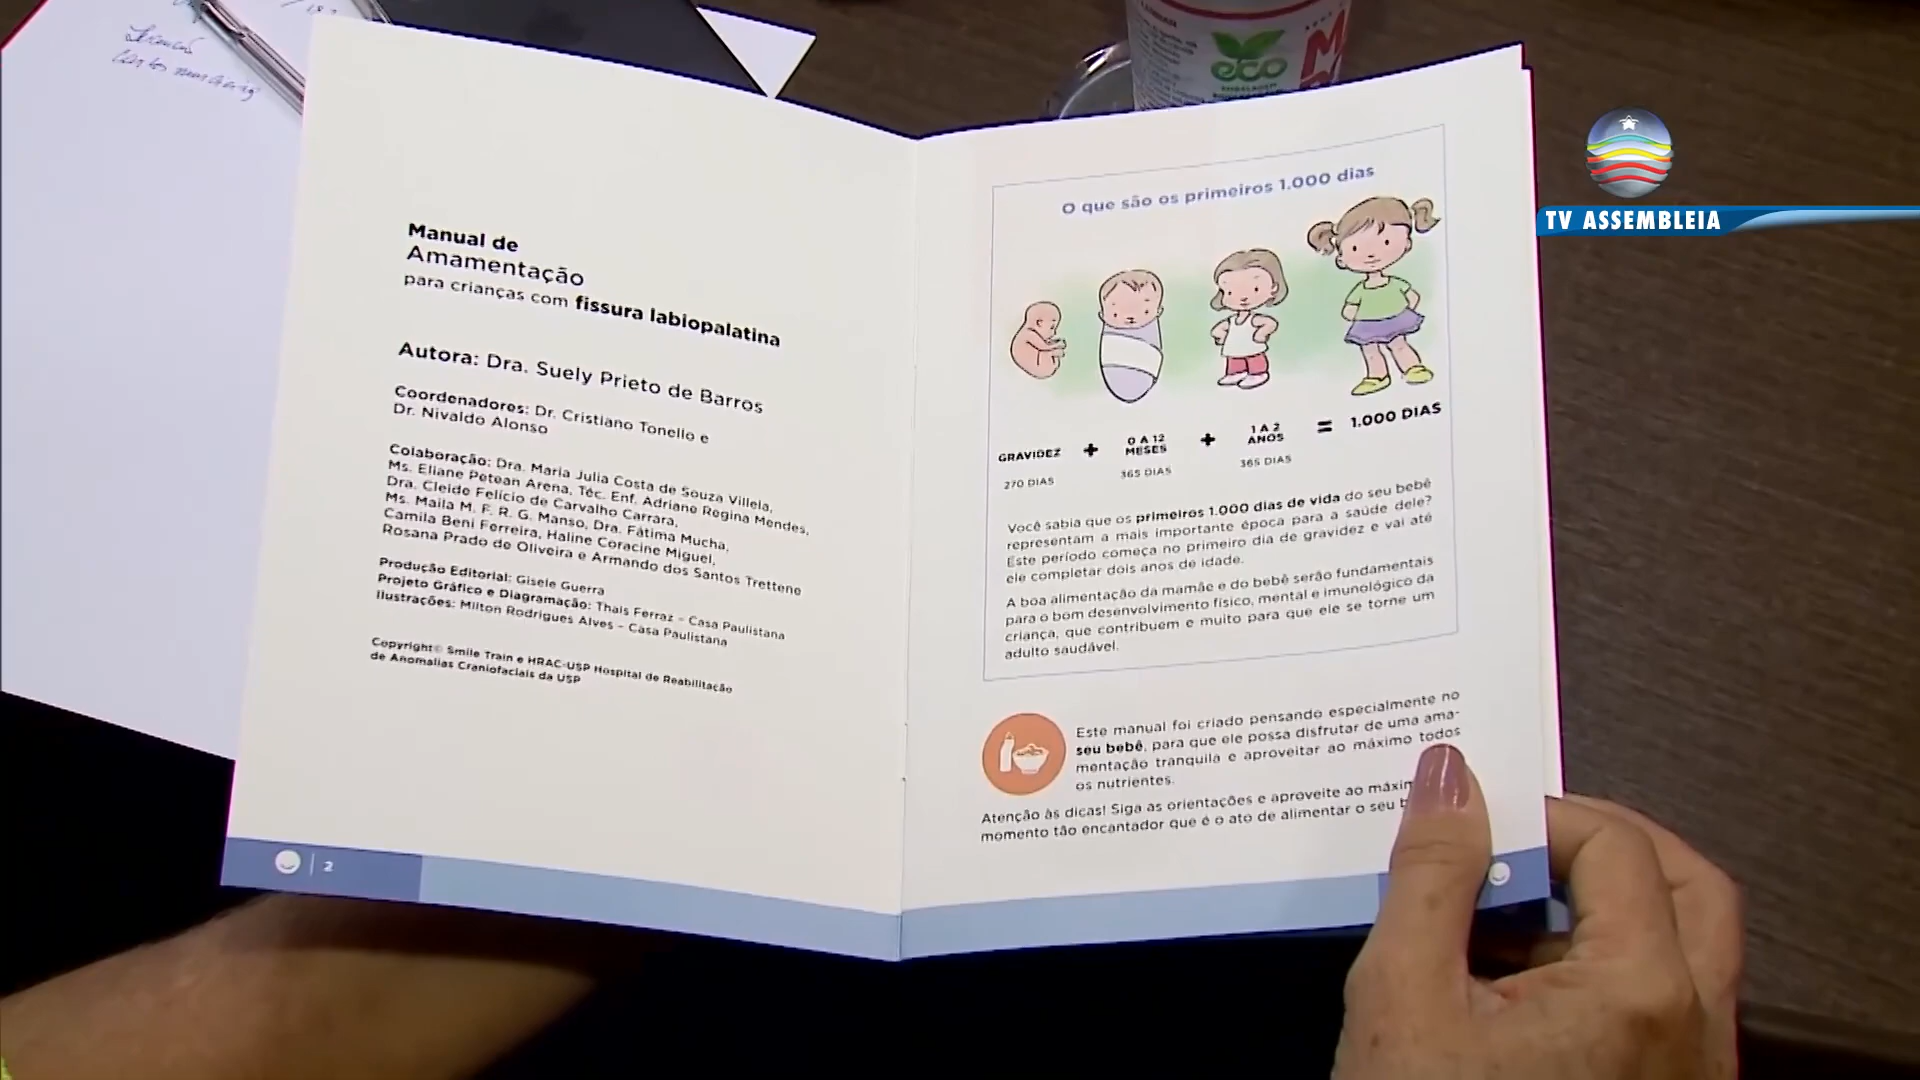 Manual de
Amamentação
para crianças com fissura labiopalatina
Autora: Dra. Suely Prieto de Barros
Coordenadores: Dr. Cristiano Tonello e
Dr. Nivaldo Alonso
Colaboração: Dra. Maria Julia Costa de Souza Villela,
Ms. Eliane Petean Arena, Téc. Enf. Adriane Regina Mendes,
Dra. Cleide Felício de Carvalho Carrara,
Ms. Maila M. F. R. G. Manso, Dra. Fátima Mucha,
Camila Beni Ferreira, Haline Coracine Miguel,
Rosana Prado de Oliveira e Armando dos Santos Tretteno
Produção Editorial: Gisele Guerra
Projeto Gráfico e Diagramação: Thais Ferraz - Casa Paulistana
Ilustrações: Milton Rodrigues Alves - Casa Paulistana
Copyright© Smile Train e HRAC-USP Hospital de Reabilitação
de Anomalias Craniofaciais da USP
2
O que são os primeiros 1.000 dias
GRAVIDEZ + 0 A 12 MESES + 1 A 2 ANOS = 1.000 DIAS
270 DIAS 365 DIAS 365 DIAS
Você sabia que os primeiros 1.000 dias de vida do seu bebê
representam a mais importante época para a saúde dele?
Este período começa no primeiro dia de gravidez e vai até
ele completar dois anos de idade.
A boa alimentação da mamãe e do bebê serão fundamentais
para o bom desenvolvimento físico, mental e imunológico da
criança, que contribuem e muito para que ele se torne um
adulto saudável.
Este manual foi criado pensando especialmente no
seu bebê, para que ele possa disfrutar de uma ama-
mentação tranquila e aproveitar ao máximo todos
os nutrientes.
Atenção às dicas! Siga as orientações e aproveite ao
momento tão encantador que é o ato de alimentar o seu
eco
TV ASSEMBLEIA